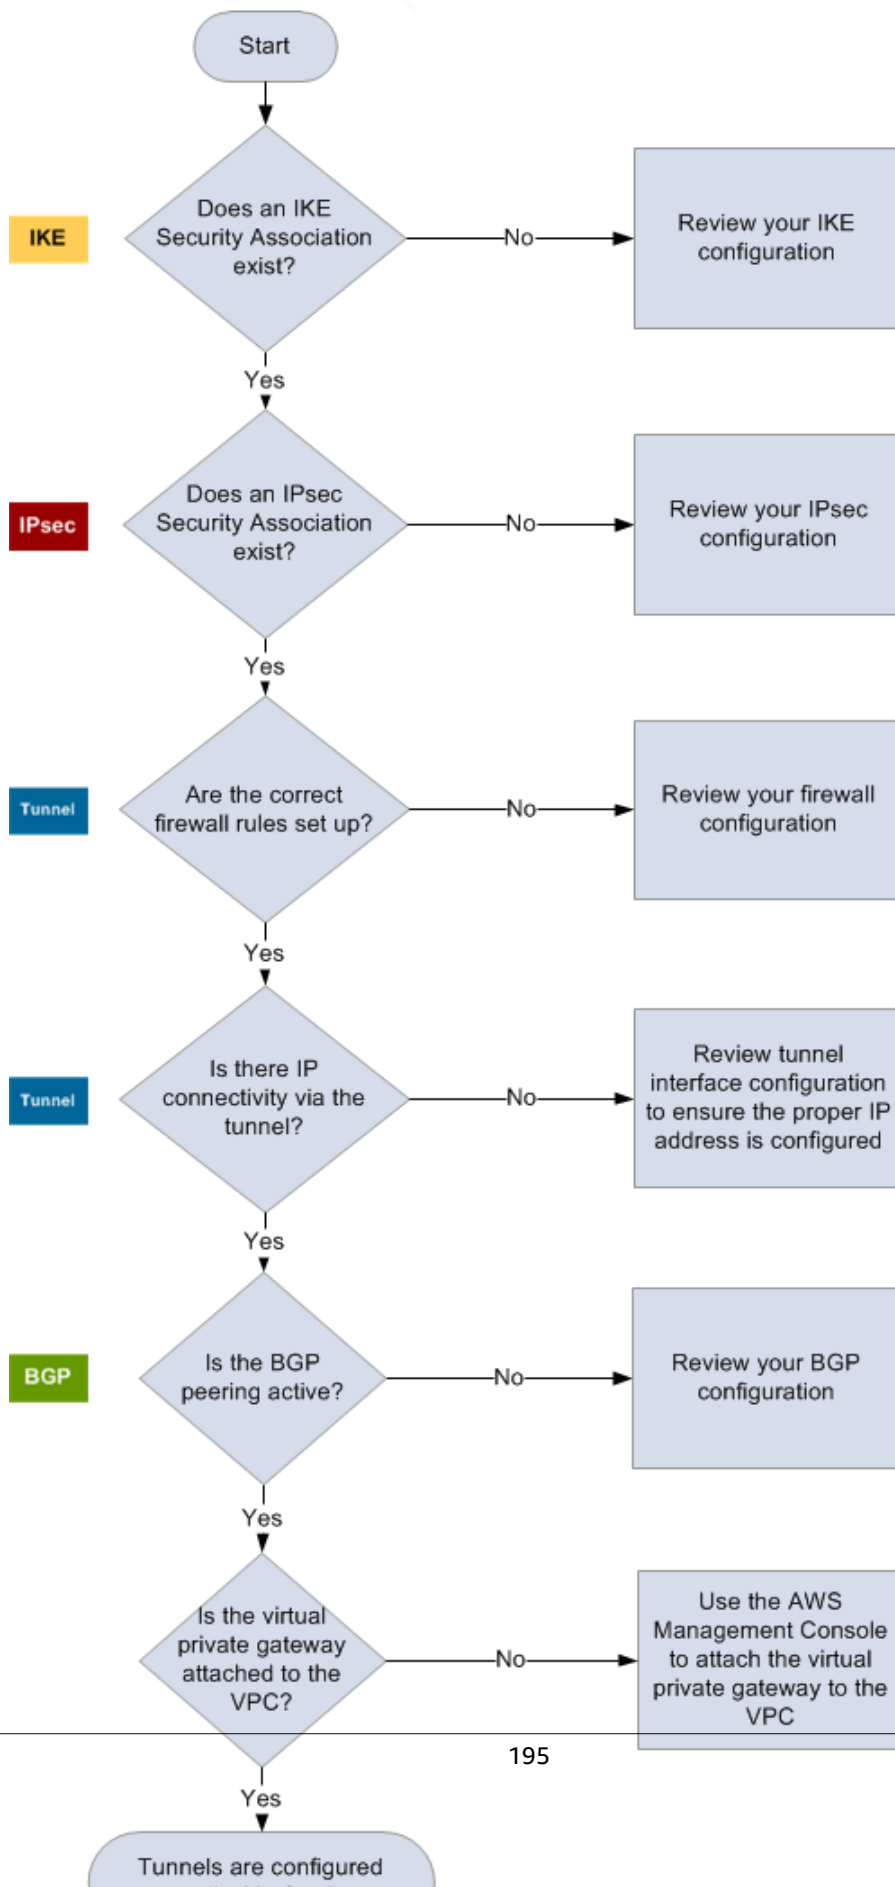 Start
IKE
Does an IKE
Security Association
exist?
No
Review your IKE
configuration
Yes
IPsec
Does an IPsec
Security Association
exist?
No
Review your IPsec
configuration
Yes
Tunnel
Are the correct
firewall rules set up?
No
Review your firewall
configuration
Yes
Tunnel
Is there IP
connectivity via the
tunnel?
No
Review tunnel
interface configuration
to ensure the proper IP
address is configured
Yes
BGP
Is the BGP
peering active?
No
Review your BGP
configuration
Yes
Is the virtual
private gateway
attached to the
VPC?
No
Use the AWS
Management Console
to attach the virtual
private gateway to the
VPC
195
Yes
Tunnels are configured